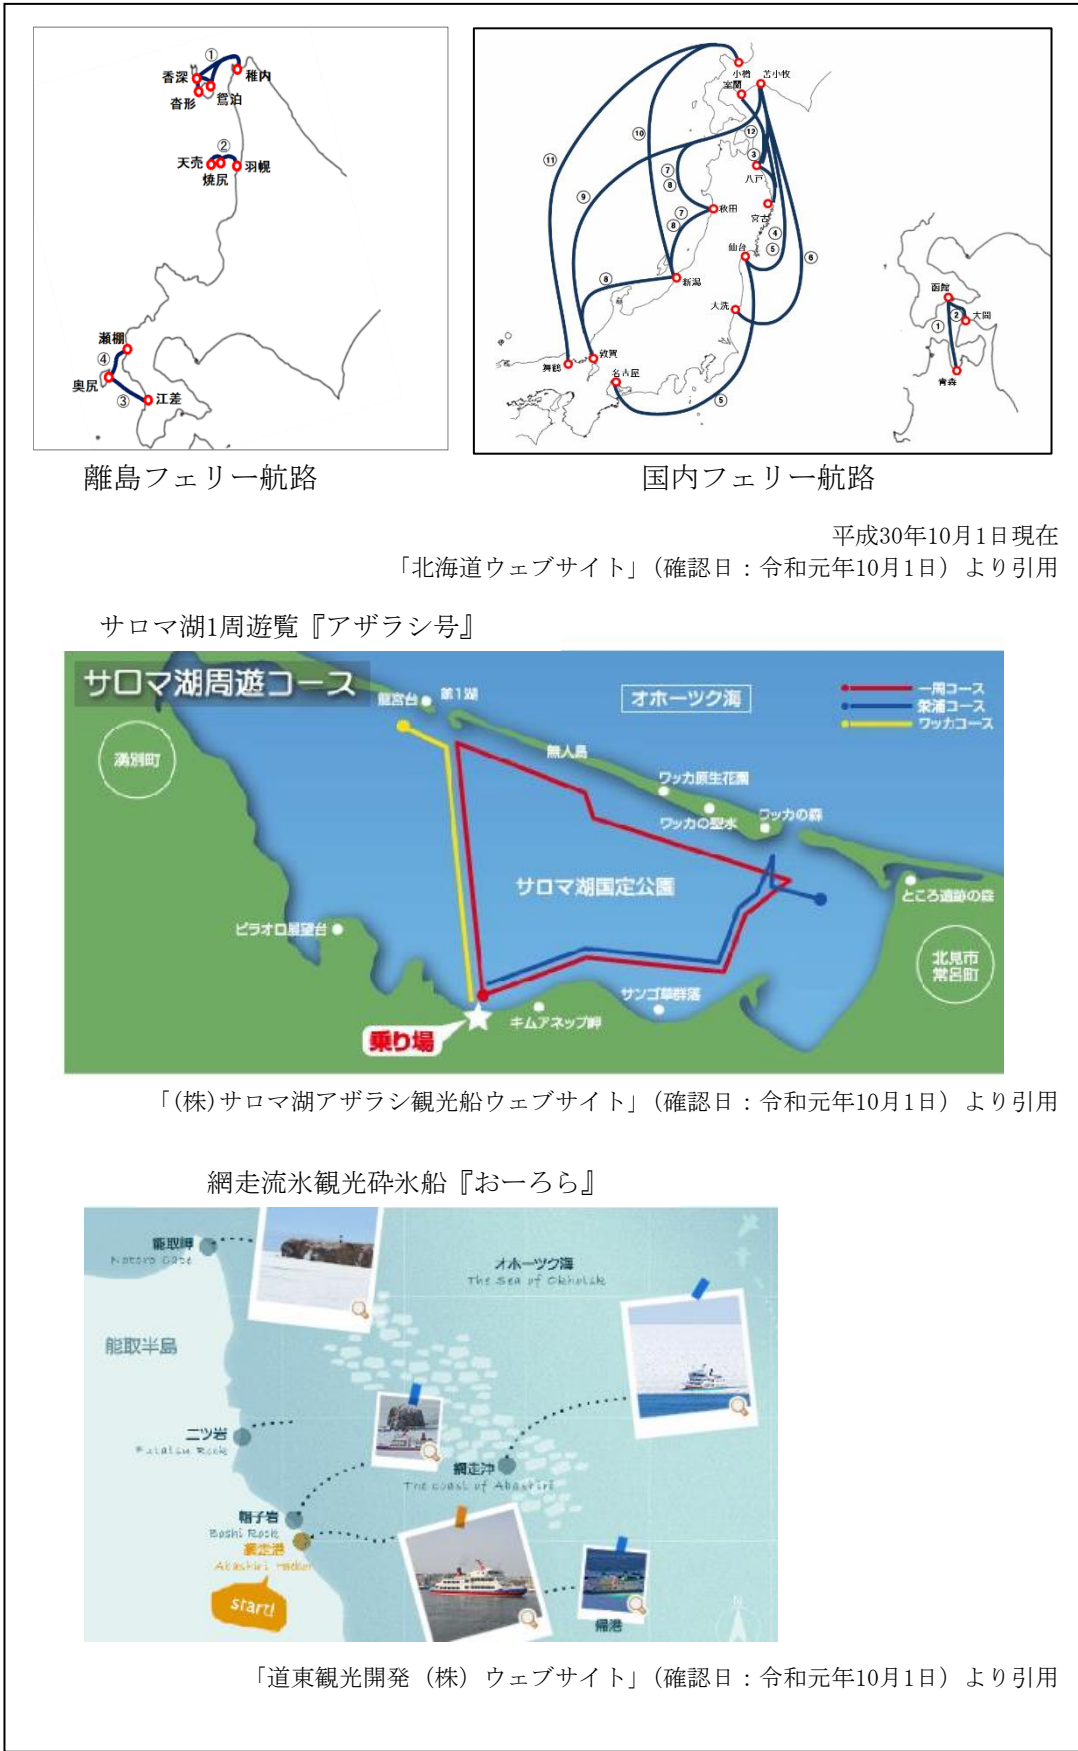 ①
香深
稚内
沓形
鴛泊
②
天売
羽幌
焼尻
瀬棚
④
奥尻
③
江差
小樽
苫小牧
室蘭
⑩
⑫
⑪
③
⑦
八戸
⑧
⑨
⑦
秋田
宮古
⑧
④
仙台
⑤
⑥
⑧
新潟
大洗
敦賀
舞鶴
名古屋
⑤
函館
②
大間
①
青森
離島フェリー航路
国内フェリー航路
平成30年10月1日現在
「北海道ウェブサイト」（確認日：令和元年10月1日）より引用
サロマ湖1周遊覧『アザラシ号』
サロマ湖周遊コース
龍宮台
第1湖
オホーツク海
一周コース
栄浦コース
ワッカコース
湧別町
無人島
ワッカ原生花園
ワッカの聖水
ワッカの森
サロマ湖国定公園
ところ遺跡の森
ピラオロ展望台
北見市
常呂町
サンゴ草群落
キムアネップ岬
乗り場
「(株)サロマ湖アザラシ観光船ウェブサイト」（確認日：令和元年10月1日）より引用
網走流氷観光砕氷船『おーろら』
能取岬
Notoro Cape
オホーツク海
The Sea of Okhotsk
能取半島
二ツ岩
Futatsu Rock
網走沖
The coast of Abashiri
帽子岩
Boshi Rock
網走港
Abashiri Harbor
start!
帰港
N
「道東観光開発（株）ウェブサイト」（確認日：令和元年10月1日）より引用